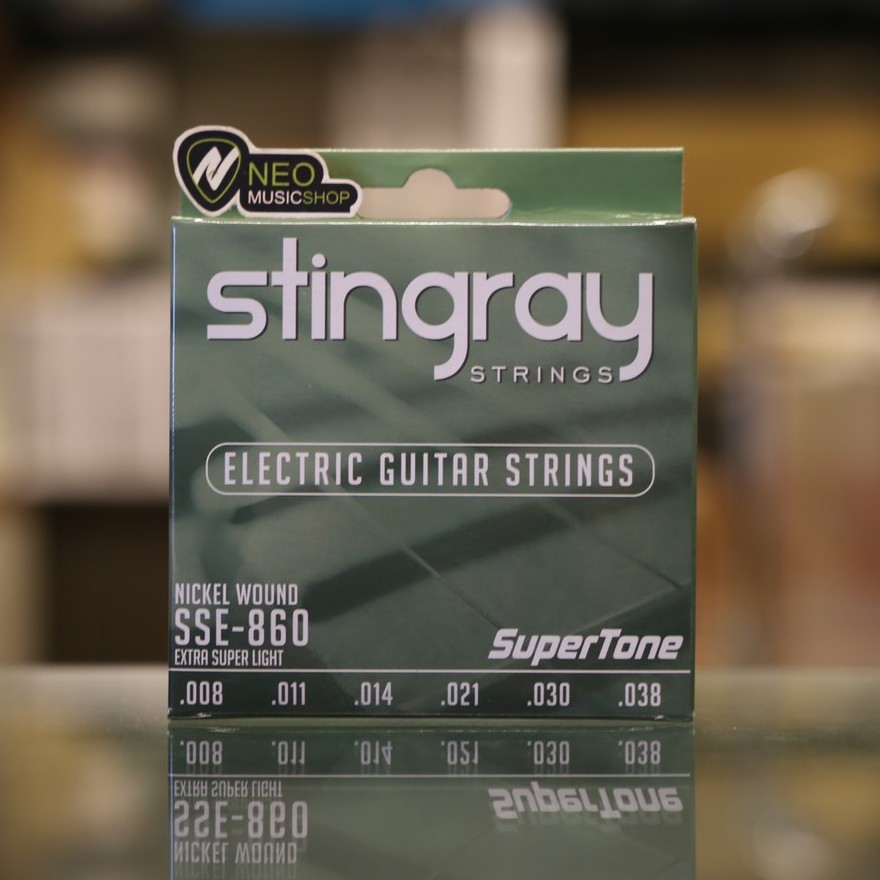 NEO
MUSICSHOP
stingray
STRINGS
ELECTRIC GUITAR STRINGS
NICKEL WOUND
SSE-860
EXTRA SUPER LIGHT
SUPERTONE
.008 .011 .014 .021 .030 .038